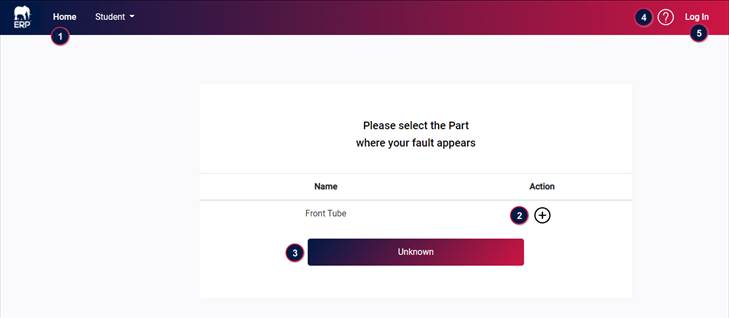 ERP
Home
Student
4
?
Log In
1
5
Please select the Part
where your fault appears
Name
Action
Front Tube
2
+
3
Unknown